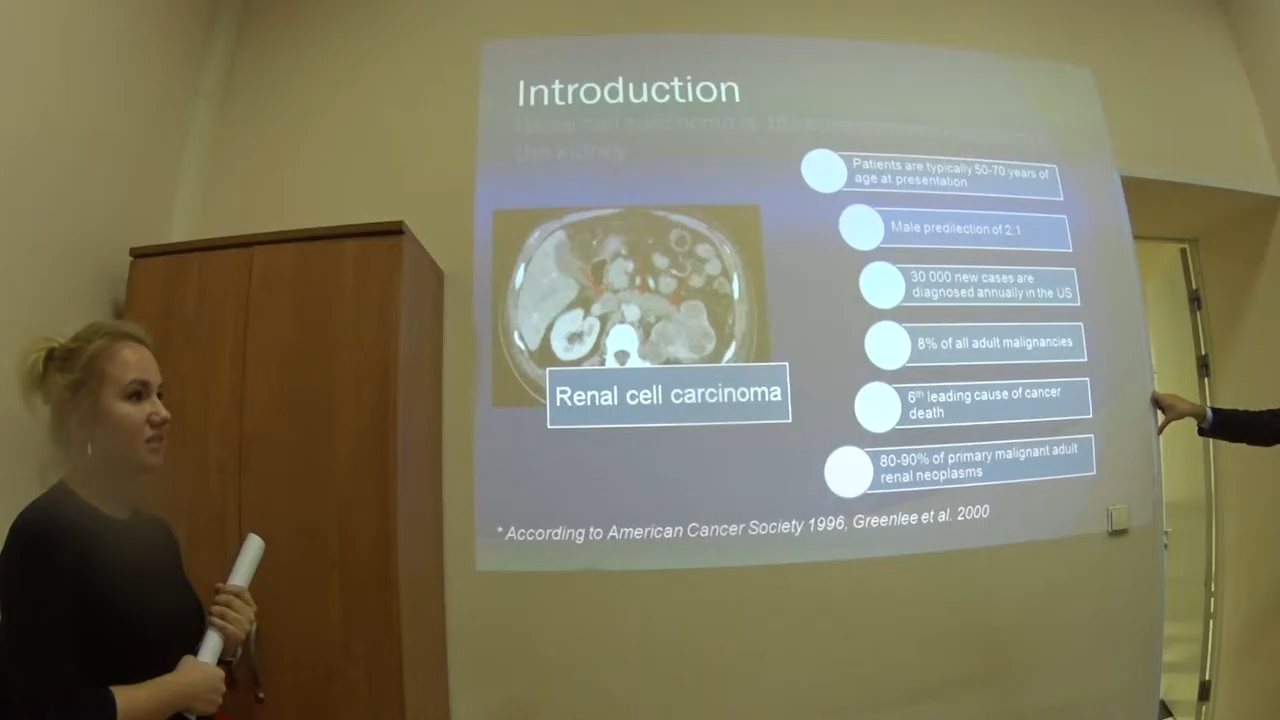 Introduction
the kidney
Patients are typically 50-70 years of
age at presentation
Male predilection of 2:1
30 000 new cases are
diagnosed annually in the US
8% of all adult malignancies
6th leading cause of cancer
death
80-90% of primary malignant adult
renal neoplasms
Renal cell carcinoma
* According to American Cancer Society 1996, Greenlee et al. 2000